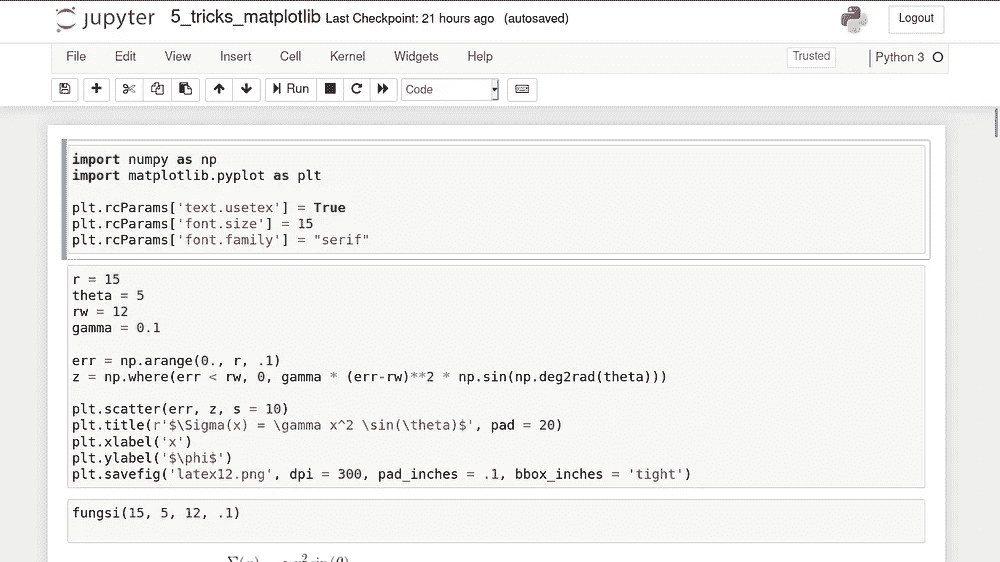 jupyter 5_tricks_matplotlib Last Checkpoint: 21 hours ago (autosaved) Logout
File Edit View Insert Cell Kernel Widgets Help Trusted Python 3
Run Code
import numpy as np
import matplotlib.pyplot as plt
plt.rcParams['text.usetex'] = True
plt.rcParams['font.size'] = 15
plt.rcParams['font.family'] = "serif"
r = 15
theta = 5
rw = 12
gamma = 0.1
err = np.arange(0., r, .1)
z = np.where(err < rw, 0, gamma * (err-rw)**2 * np.sin(np.deg2rad(theta)))
plt.scatter(err, z, s = 10)
plt.title(r'$\Sigma(x) = \gamma x^2 \sin(\theta)$', pad = 20)
plt.xlabel('x')
plt.ylabel('$\phi$')
plt.savefig('latex12.png', dpi = 300, pad_inches = .1, bbox_inches = 'tight')
fungsi(15, 5, 12, .1)